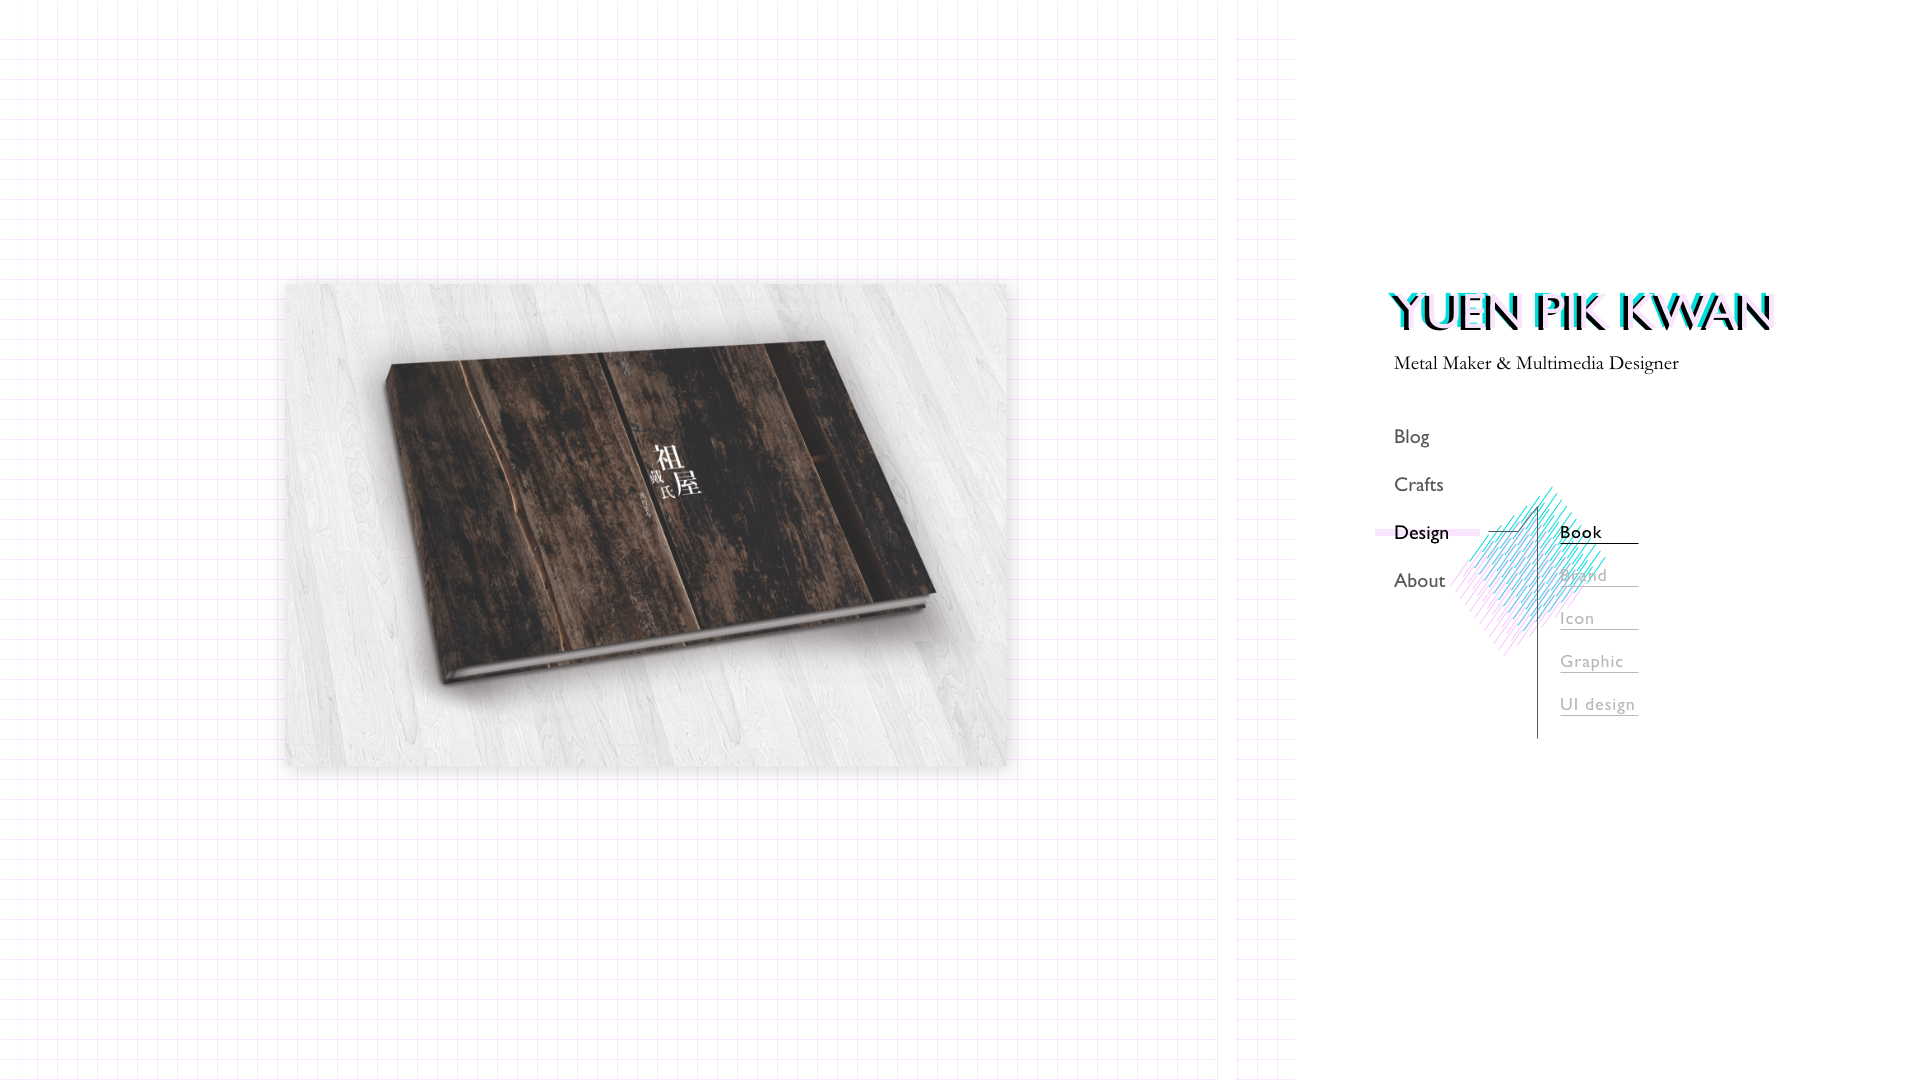 祖
戴
氏
屋
YUEN PIK KWAN
Metal Maker & Multimedia Designer
Blog
Crafts
Design
About
Book
Brand
Icon
Graphic
UI design